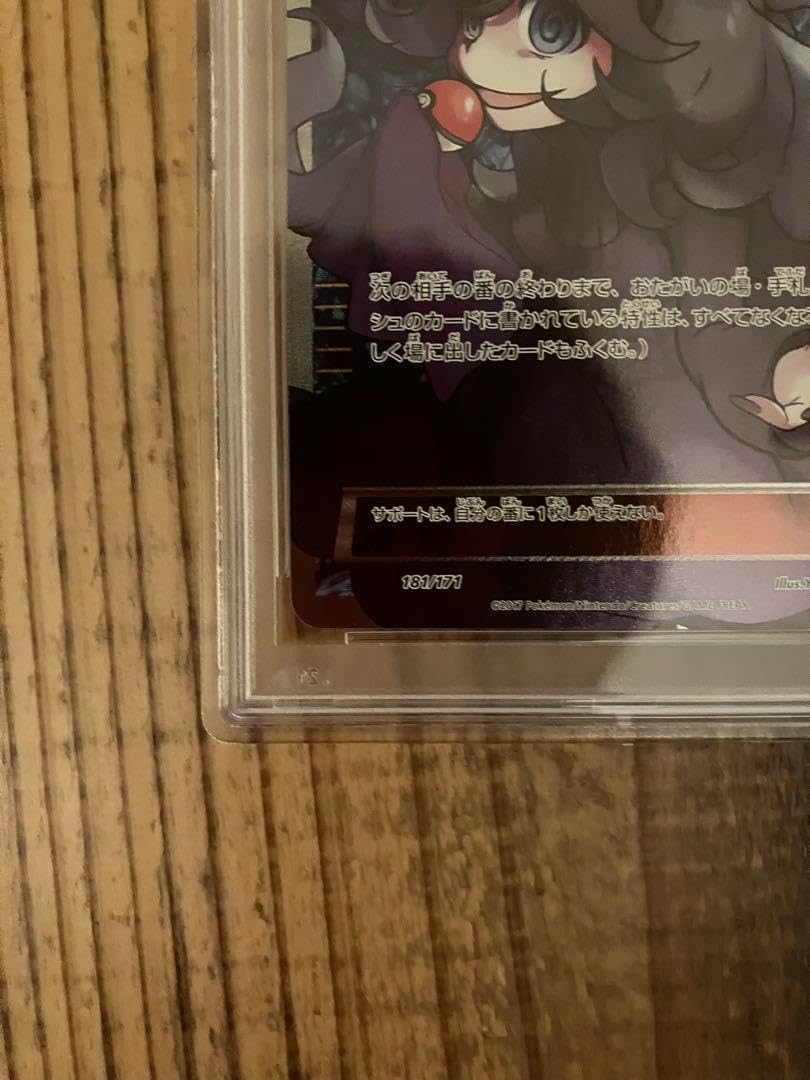 次の相手の番の終わりまで、おたがいの場・手札
シュのカードに書かれている特性は、すべてなくな
しく場に出したカードもふくむ。）
サポートは、自分の番に1枚しか使えない。
181/171
Illus.Y
©2017 Pokémon/Nintendo/Creatures/GAME FREAK